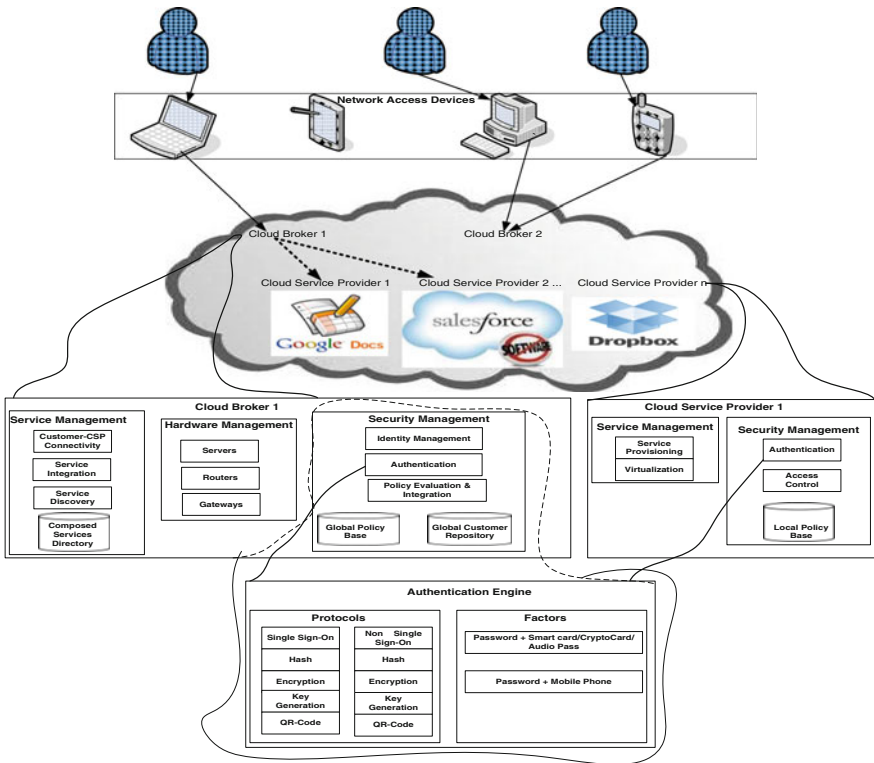 Network Access Devices
Cloud Broker 1
Cloud Broker 2
Cloud Service Provider 1
Cloud Service Provider 2 ...
Cloud Service Provider n
Google Docs
salesforce
SOFTWARE
Dropbox
Cloud Broker 1
Service Management
Customer-CSP
Connectivity
Service
Integration
Service
Discovery
Composed
Services
Directory
Hardware Management
Servers
Routers
Gateways
Security Management
Identity Management
Authentication
Policy Evaluation &
Integration
Global Policy
Base
Global Customer
Repository
Cloud Service Provider 1
Service Management
Service
Provisioning
Virtualization
Security Management
Authentication
Access
Control
Local Policy
Base
Authentication Engine
Protocols
Single Sign-On
Hash
Encryption
Key
Generation
QR-Code
Non Single
Sign-On
Hash
Encryption
Key
Generation
QR-Code
Factors
Password + Smart card/CryptoCard/
Audio Pass
Password + Mobile Phone